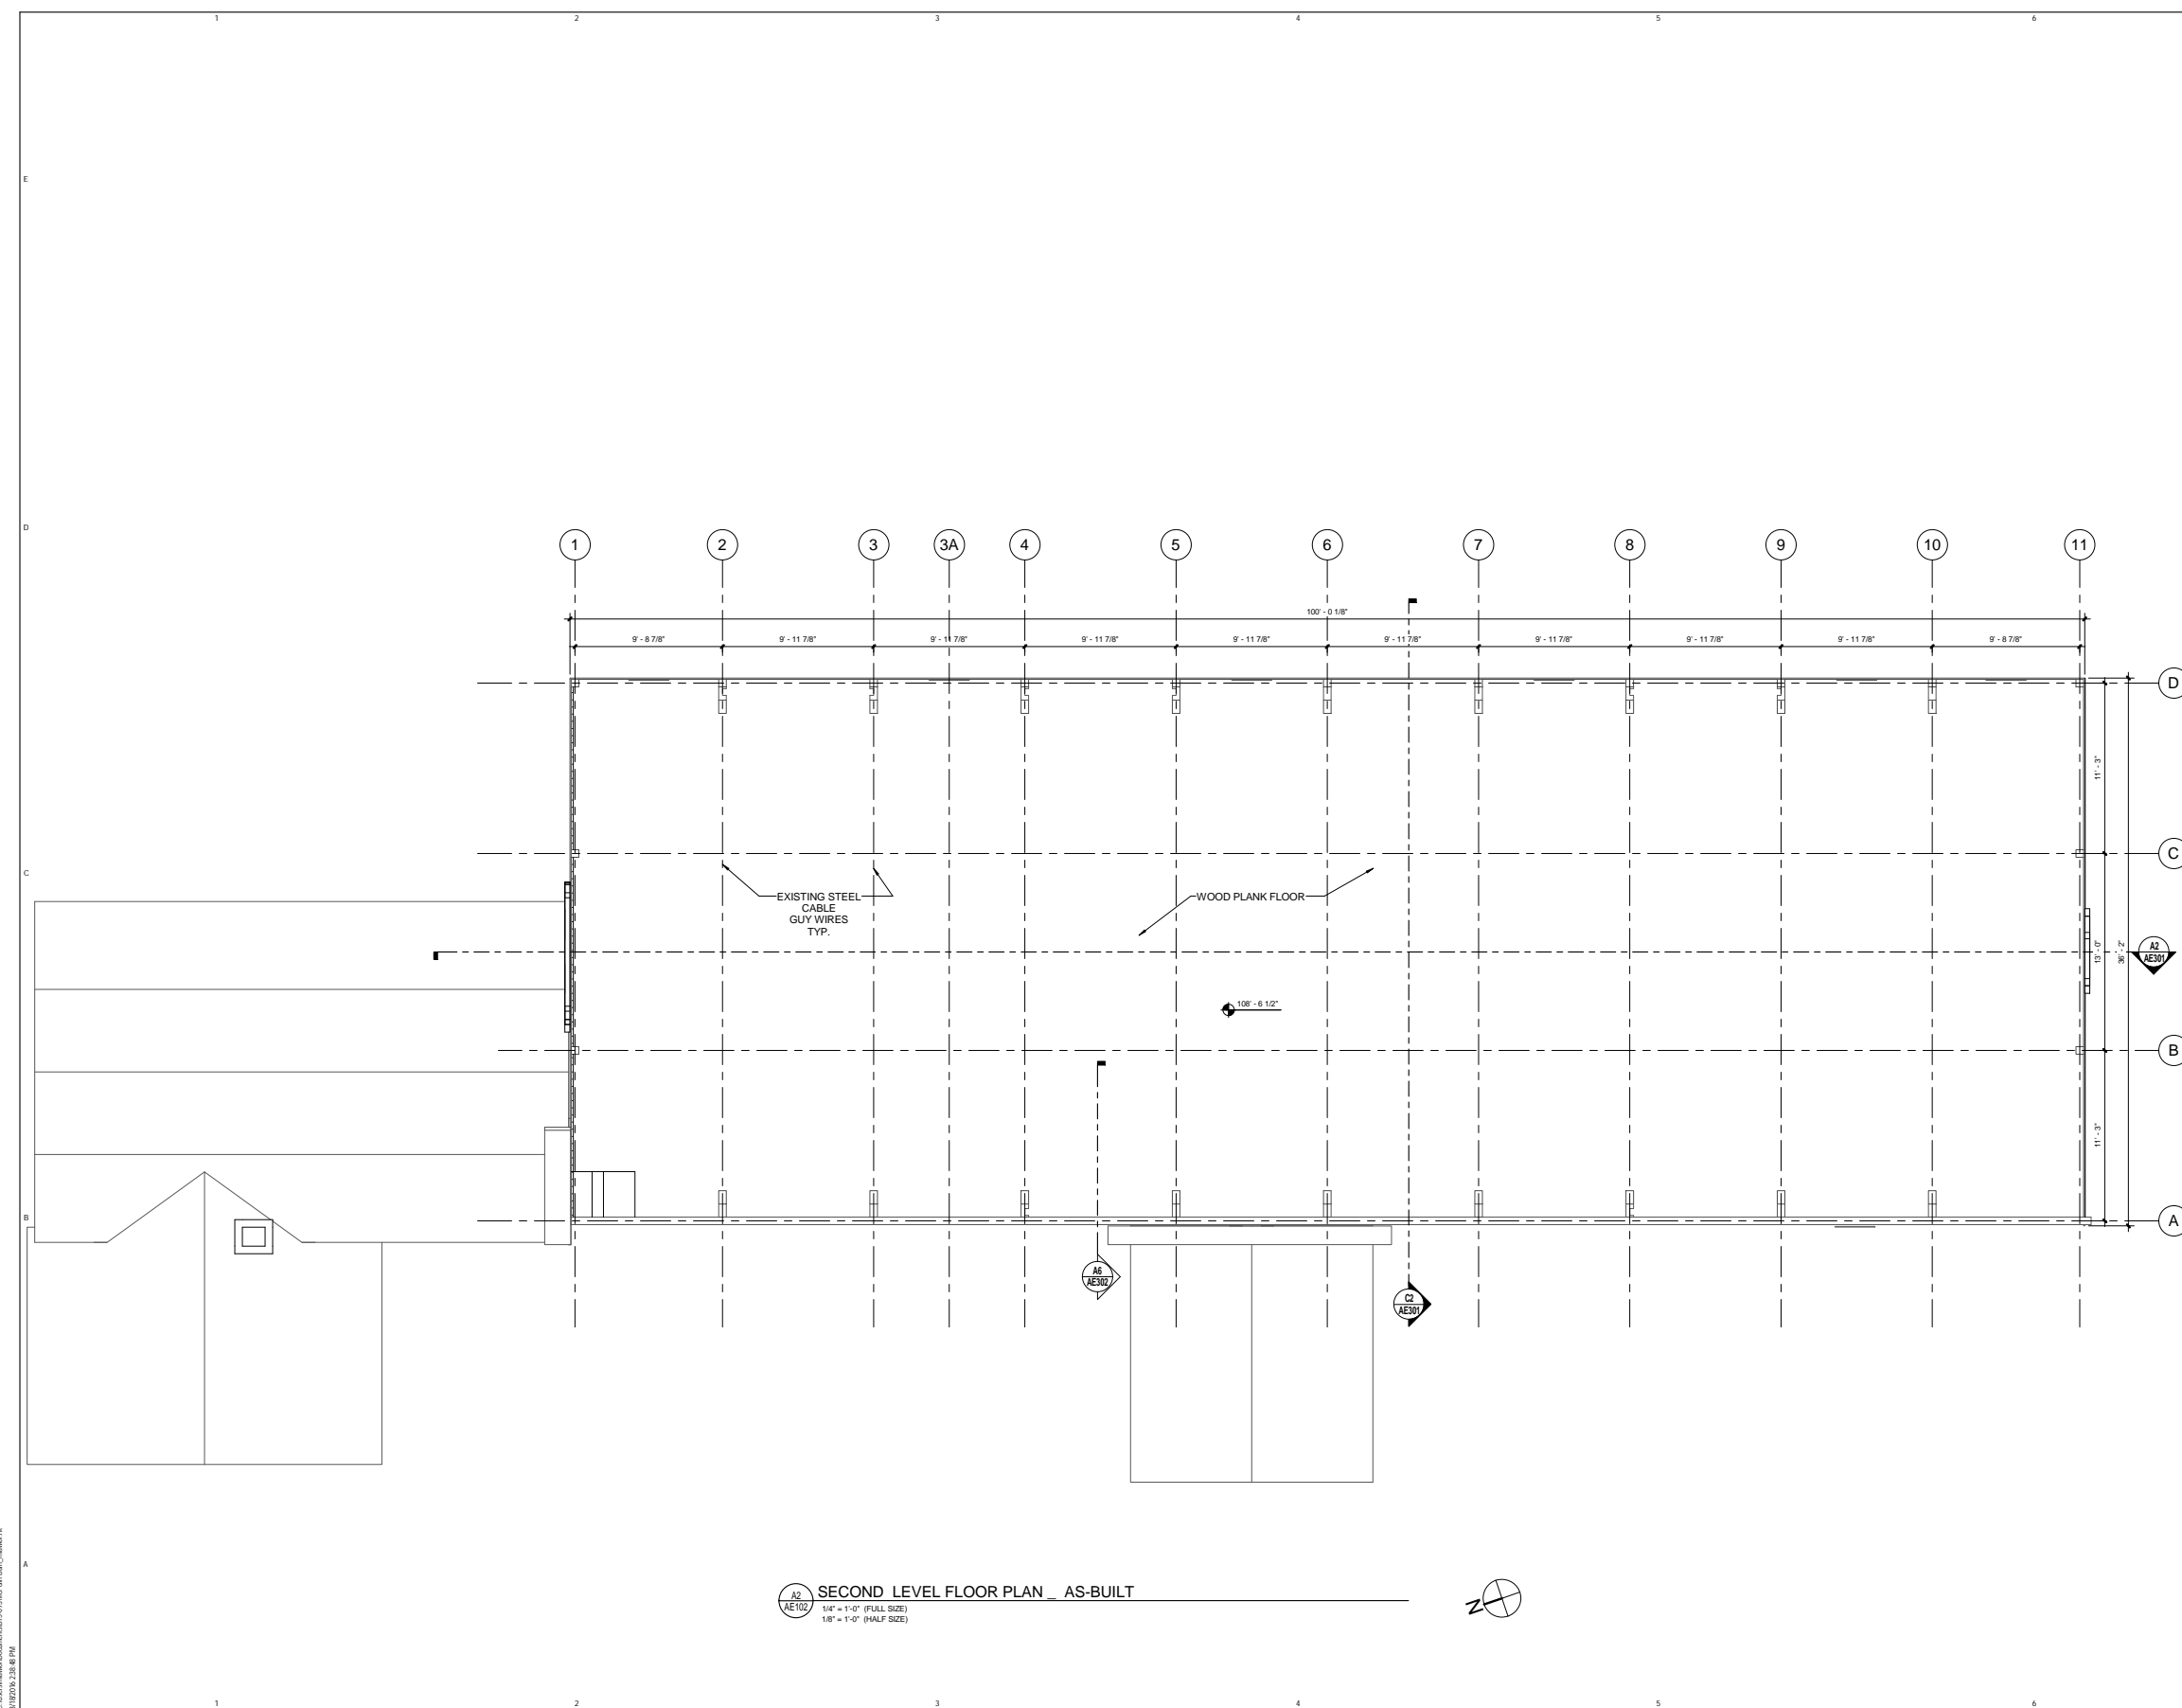 1 2 3 4 5 6
E
D
1 2 3 3A 4 5 6 7 8 9 10 11
100' - 0 1/8"
9' - 8 7/8" 9' - 11 7/8" 9' - 11 7/8" 9' - 11 7/8" 9' - 11 7/8" 9' - 11 7/8" 9' - 11 7/8" 9' - 11 7/8" 9' - 11 7/8" 9' - 8 7/8"
D
11' - 3"
C
C
EXISTING STEEL
CABLE
GUY WIRES
TYP.
WOOD PLANK FLOOR
13' - 0"
36' - 2"
A2
AE301
108' - 6 1/2"
B
11' - 3"
B
A
A6
AE302
C2
AE301
A
A2
AE102
SECOND LEVEL FLOOR PLAN _ AS-BUILT
1/4" = 1'-0" (FULL SIZE)
1/8" = 1'-0" (HALF SIZE)
N
1 2 3 4 5 6